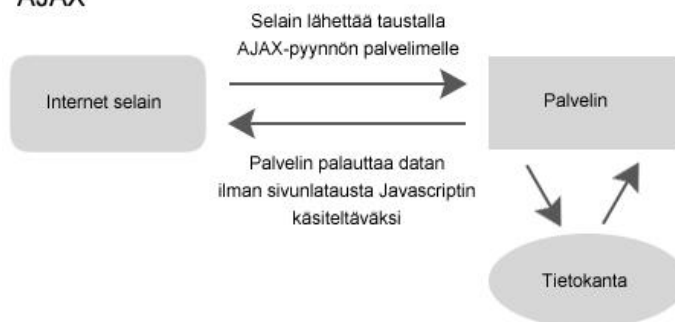 AJAX
Selain lähettää taustalla
AJAX-pyynnön palvelimelle
Internet selain
Palvelin
Palvelin palauttaa datan
ilman sivunlatausta Javascriptin
käsiteltäväksi
Tietokanta